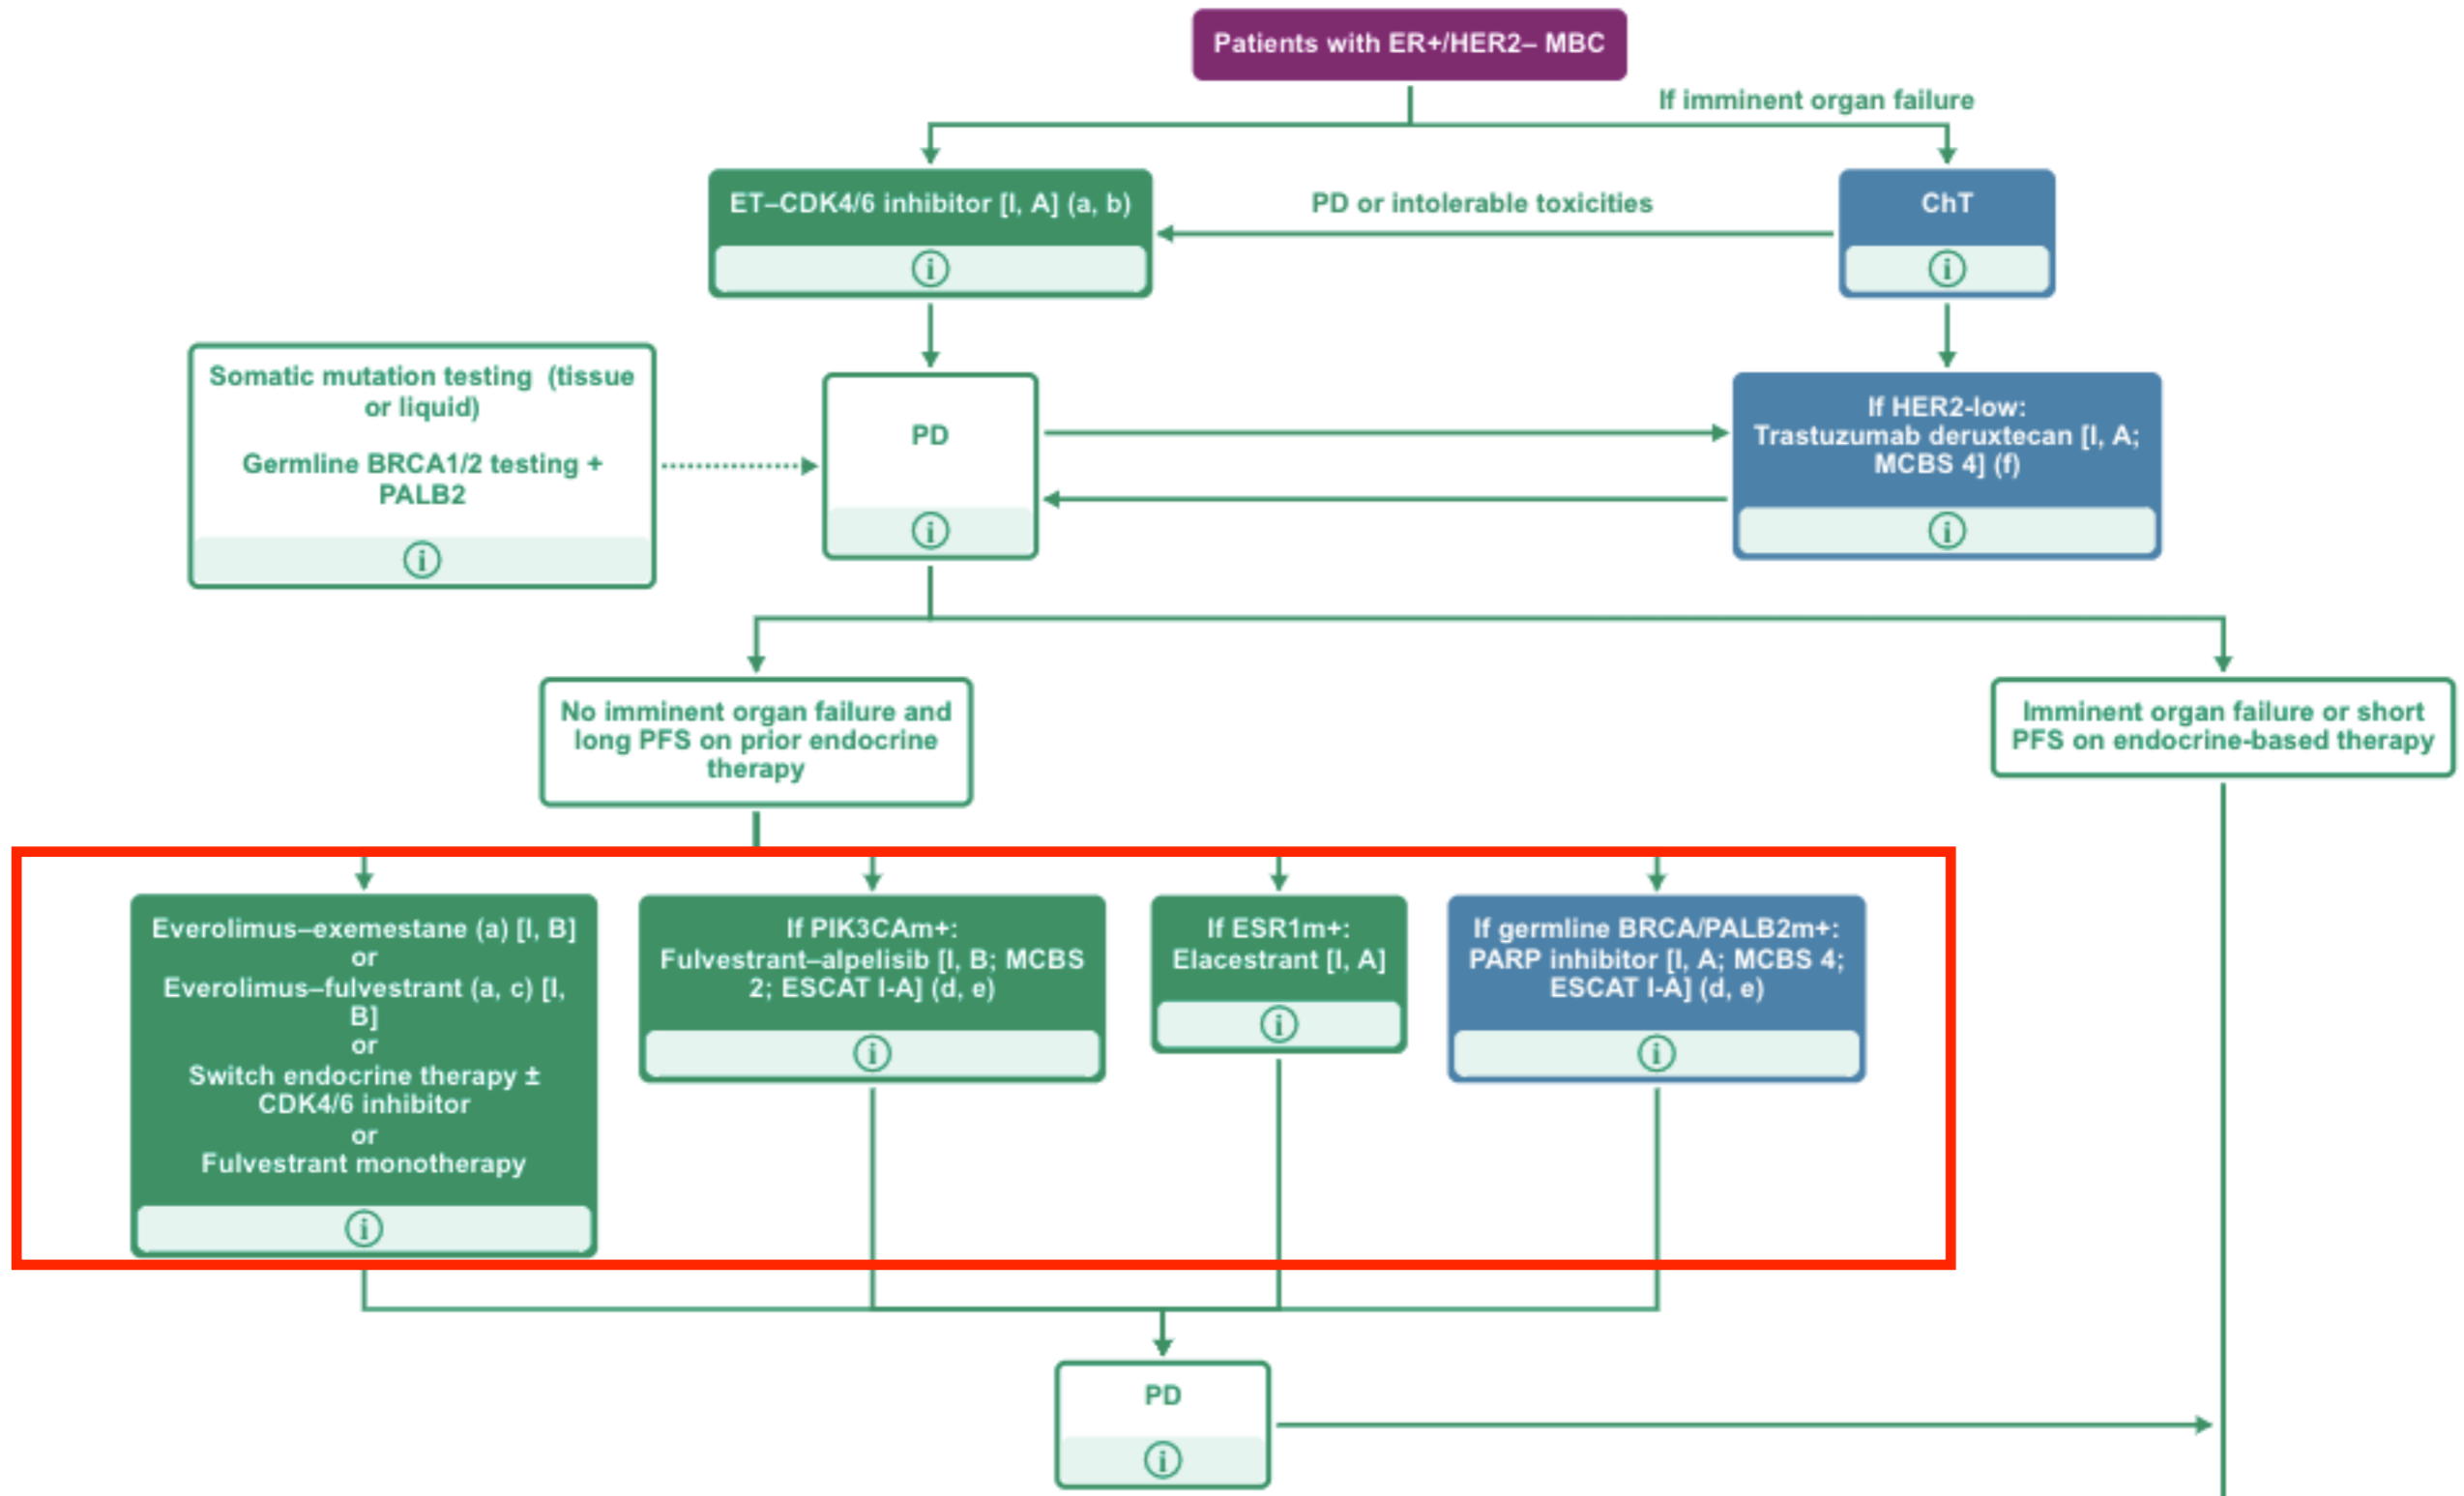 Patients with ER+/HER2– MBC
If imminent organ failure
ET–CDK4/6 inhibitor [I, A] (a, b)
i
PD or intolerable toxicities
ChT
i
Somatic mutation testing (tissue
or liquid)
Germline BRCA1/2 testing +
PALB2
i
PD
i
If HER2-low:
Trastuzumab deruxtecan [I, A;
MCBS 4] (f)
i
No imminent organ failure and
long PFS on prior endocrine
therapy
Imminent organ failure or short
PFS on endocrine-based therapy
Everolimus–exemestane (a) [I, B]
or
Everolimus–fulvestrant (a, c) [I,
B]
or
Switch endocrine therapy ±
CDK4/6 inhibitor
or
Fulvestrant monotherapy
i
If PIK3CAm+:
Fulvestrant–alpelisib [I, B; MCBS
2; ESCAT I-A] (d, e)
i
If ESR1m+:
Elacestrant [I, A]
i
If germline BRCA/PALB2m+:
PARP inhibitor [I, A; MCBS 4;
ESCAT I-A] (d, e)
i
PD
i